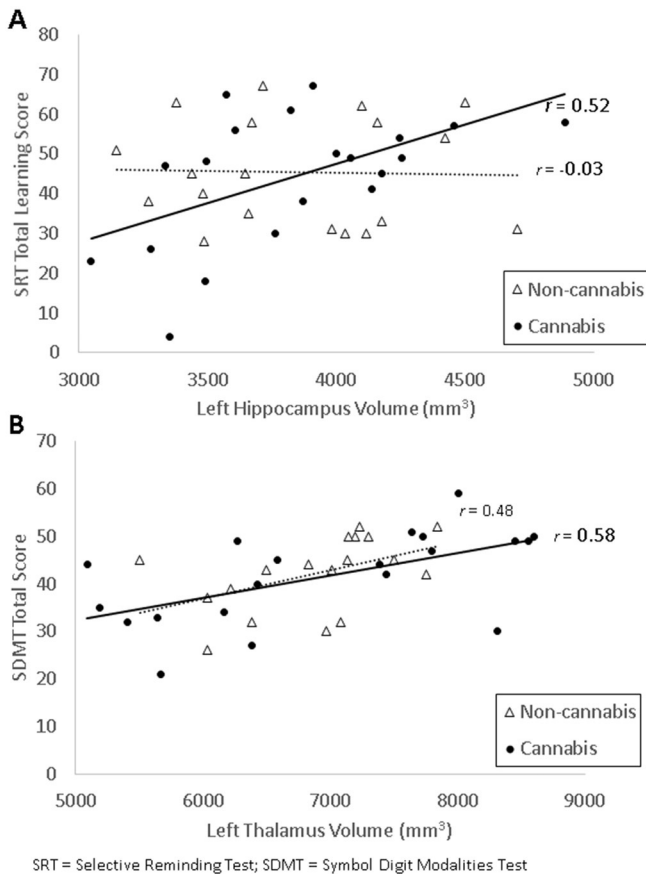 A
80
70
60
50
40
30
20
10
0
SRT Total Learning Score
r = 0.52
r = -0.03
Non-cannabis
Cannabis
3000 3500 4000 4500 5000
Left Hippocampus Volume (mm³)
B
70
60
50
40
30
20
10
0
SDMT Total Score
r = 0.48
r = 0.58
Non-cannabis
Cannabis
5000 6000 7000 8000 9000
Left Thalamus Volume (mm³)
SRT = Selective Reminding Test; SDMT = Symbol Digit Modalities Test